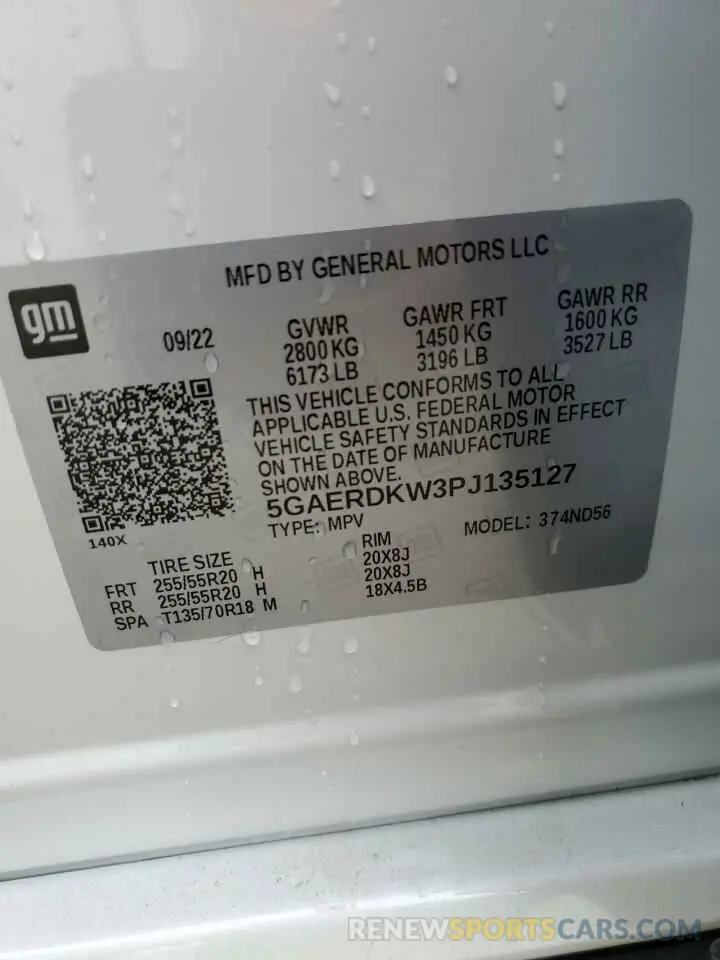 MFD BY GENERAL MOTORS LLC
gm
09/22
GVWR
2800 KG
6173 LB
GAWR FRT
1450 KG
3196 LB
GAWR RR
1600 KG
3527 LB
THIS VEHICLE CONFORMS TO ALL
APPLICABLE U.S. FEDERAL MOTOR
VEHICLE SAFETY STANDARDS IN EFFECT
ON THE DATE OF MANUFACTURE
SHOWN ABOVE.
5GAERDKW3PJ135127
TYPE: MPV
MODEL: 374ND56
140X
TIRE SIZE
RIM
FRT 255/55R20 H 20X8J
RR 255/55R20 H 20X8J
SPA T135/70R18 M 18X4.5B
RENEWSPORTSCARS.COM